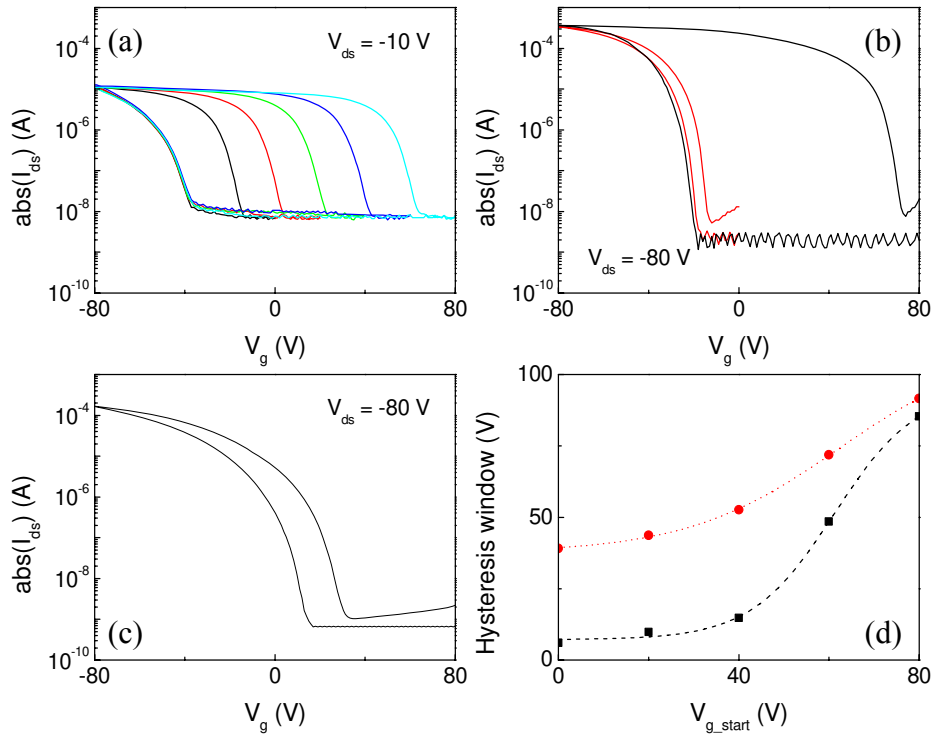 (a)
V_ds = -10 V
10^-4
10^-6
10^-8
10^-10
abs(I_ds) (A)
-80 0 80
V_g (V)
(b)
V_ds = -80 V
10^-4
10^-6
10^-8
10^-10
abs(I_ds) (A)
-80 0 80
V_g (V)
(c)
V_ds = -80 V
10^-4
10^-6
10^-8
10^-10
abs(I_ds) (A)
-80 0 80
V_g (V)
(d)
100
50
0
Hysteresis window (V)
0 40 80
V_g_start (V)